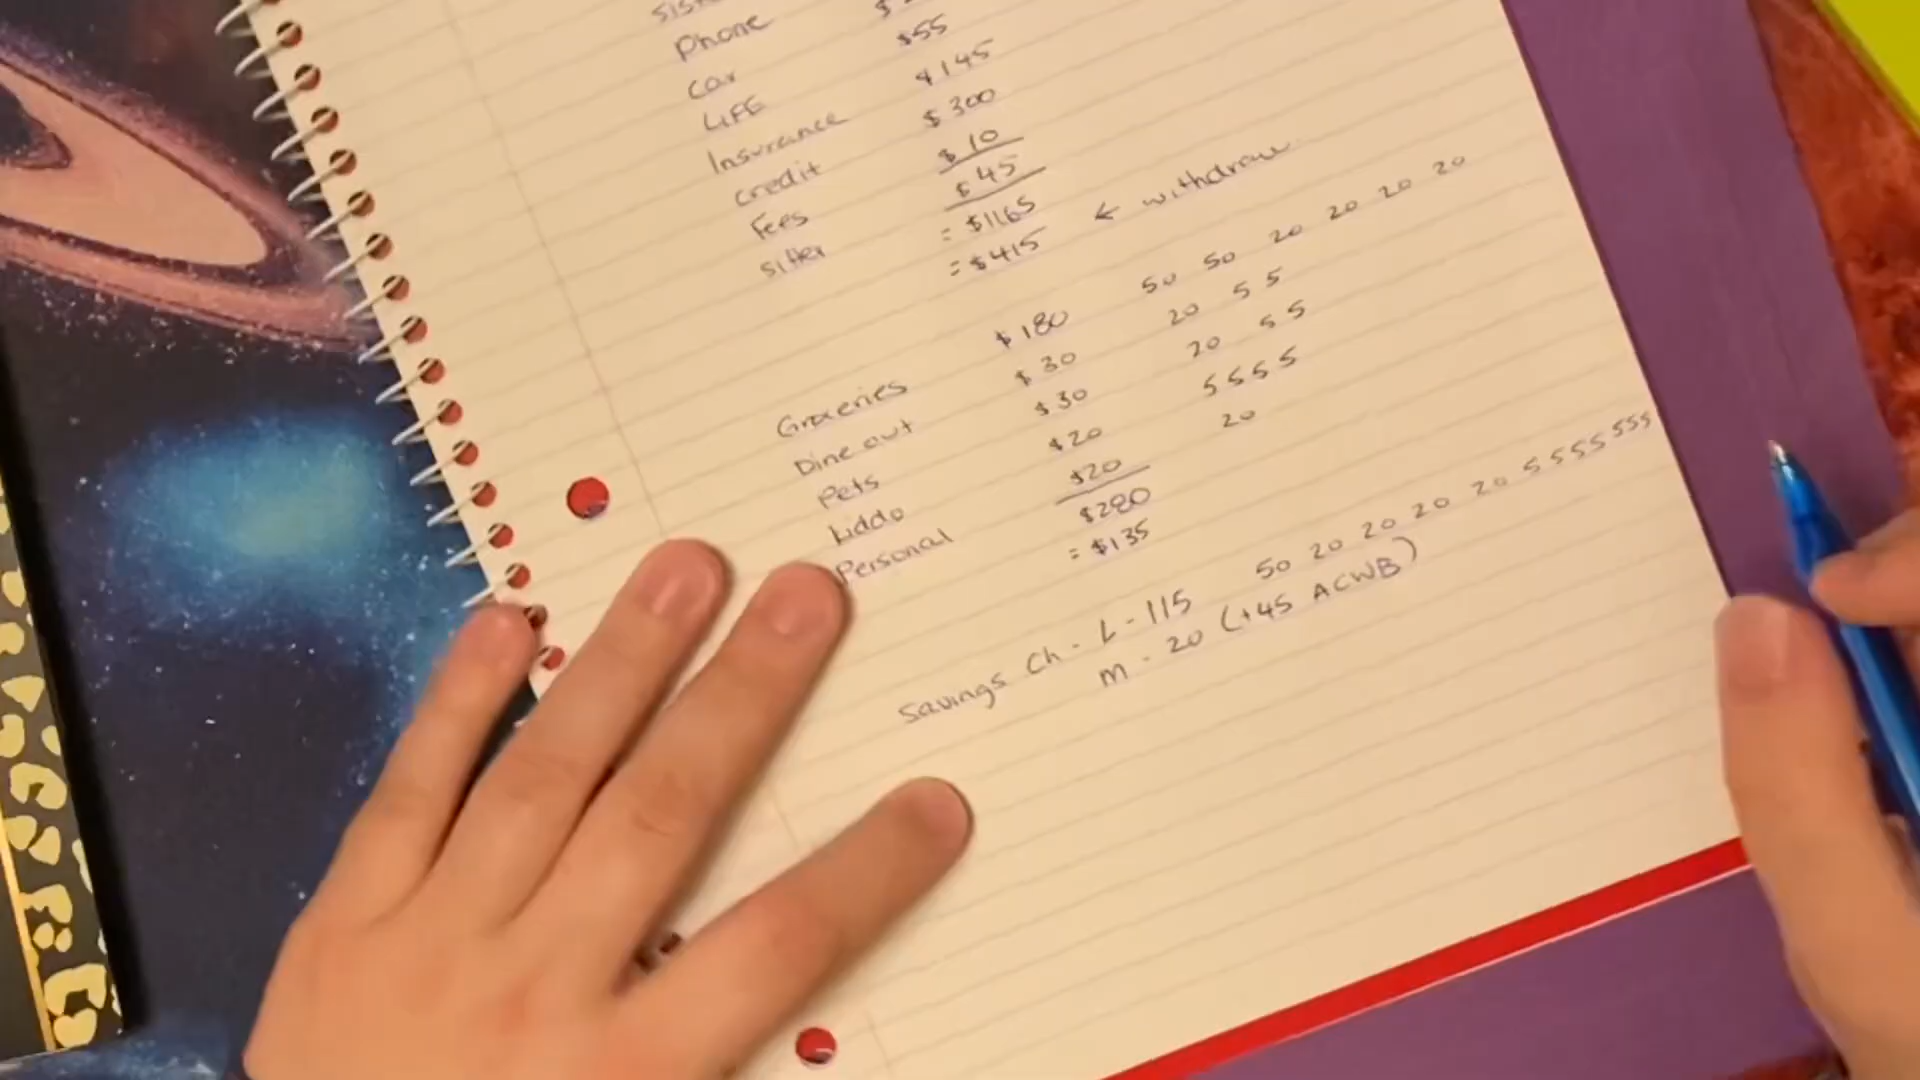 Phone
Car $
LIFE $55
Insurance $145
credit $300
Fees $10
sitter $45
= $1165
= $415 ← withdraw
Groceries $180 50 50 20 20 20 20
Dine out $30 20 5 5
Pets $30 20 5 5
kiddo $20 5 5 5 5
Personal $20 20
$280
= $135
Savings Ch - L - 115 50 20 20 20 20 5 5 5 5 5 5 5
M - 20 (+45 ACWB)